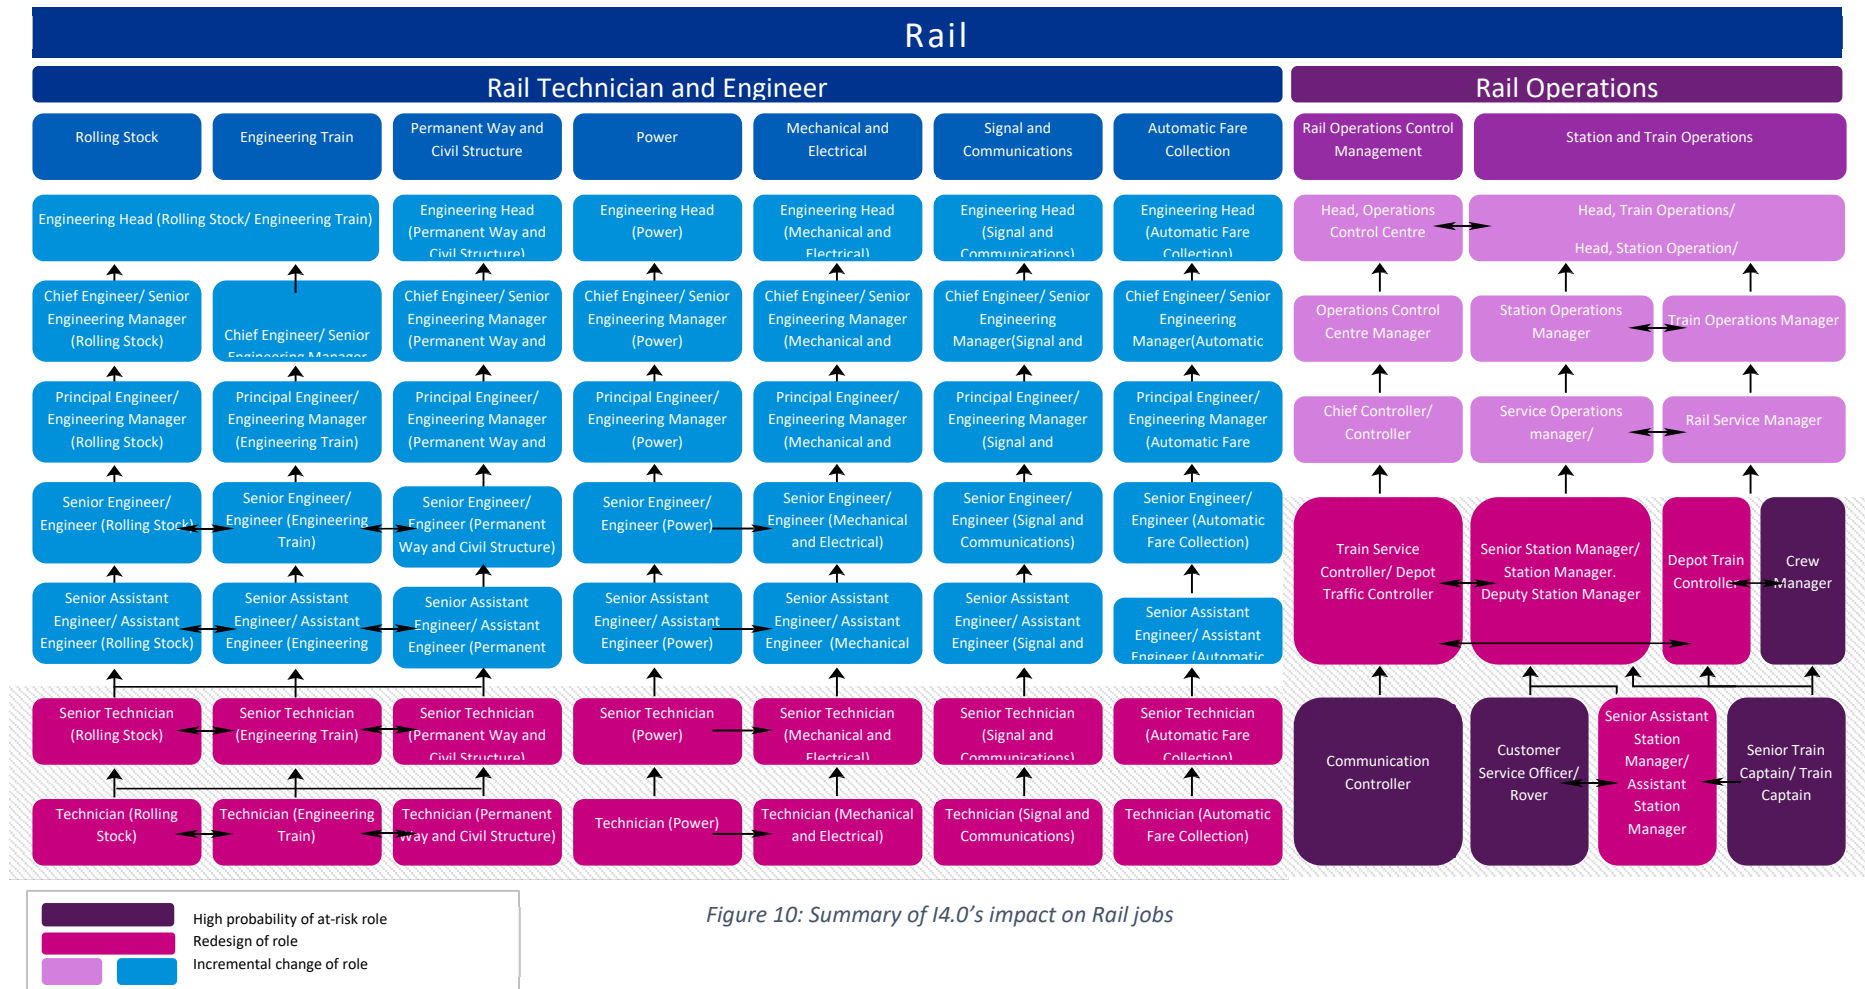 Rail
Rail Technician and Engineer
Rail Operations
Rolling Stock
Engineering Train
Permanent Way and
Civil Structure
Power
Mechanical and
Electrical
Signal and
Communications
Automatic Fare
Collection
Rail Operations Control
Management
Station and Train Operations
Engineering Head (Rolling Stock/ Engineering Train)
Engineering Head
(Permanent Way and
Civil Structure)
Engineering Head
(Power)
Engineering Head
(Mechanical and
Electrical)
Engineering Head
(Signal and
Communications)
Engineering Head
(Automatic Fare
Collection)
Head, Operations
Control Centre
Head, Train Operations/
Head, Station Operation/
Chief Engineer/ Senior
Engineering Manager
(Rolling Stock)
Chief Engineer/ Senior
Engineering Manager
Chief Engineer/ Senior
Engineering Manager
(Permanent Way and
Chief Engineer/ Senior
Engineering Manager
(Power)
Chief Engineer/ Senior
Engineering Manager
(Mechanical and
Chief Engineer/ Senior
Engineering
Manager(Signal and
Chief Engineer/ Senior
Engineering
Manager(Automatic
Operations Control
Centre Manager
Station Operations
Manager
Train Operations Manager
Principal Engineer/
Engineering Manager
(Rolling Stock)
Principal Engineer/
Engineering Manager
(Engineering Train)
Principal Engineer/
Engineering Manager
(Permanent Way and
Principal Engineer/
Engineering Manager
(Power)
Principal Engineer/
Engineering Manager
(Mechanical and
Principal Engineer/
Engineering Manager
(Signal and
Principal Engineer/
Engineering Manager
(Automatic Fare
Chief Controller/
Controller
Service Operations
manager/
Rail Service Manager
Senior Engineer/
Engineer (Rolling Stock)
Senior Engineer/
Engineer (Engineering
Train)
Senior Engineer/
Engineer (Permanent
Way and Civil Structure)
Senior Engineer/
Engineer (Power)
Senior Engineer/
Engineer (Mechanical
and Electrical)
Senior Engineer/
Engineer (Signal and
Communications)
Senior Engineer/
Engineer (Automatic
Fare Collection)
Train Service
Controller/ Depot
Traffic Controller
Senior Station Manager/
Station Manager.
Deputy Station Manager
Depot Train
Controller
Crew
Manager
Senior Assistant
Engineer/ Assistant
Engineer (Rolling Stock)
Senior Assistant
Engineer/ Assistant
Engineer (Engineering
Senior Assistant
Engineer/ Assistant
Engineer (Permanent
Senior Assistant
Engineer/ Assistant
Engineer (Power)
Senior Assistant
Engineer/ Assistant
Engineer (Mechanical
Senior Assistant
Engineer/ Assistant
Engineer (Signal and
Senior Assistant
Engineer/ Assistant
Engineer (Automatic
Senior Technician
(Rolling Stock)
Senior Technician
(Engineering Train)
Senior Technician
(Permanent Way and
Civil Structure)
Senior Technician
(Power)
Senior Technician
(Mechanical and
Electrical)
Senior Technician
(Signal and
Communications)
Senior Technician
(Automatic Fare
Collection)
Communication
Controller
Customer
Service Officer/
Rover
Senior Assistant
Station
Manager/
Assistant
Station
Manager
Senior Train
Captain/ Train
Captain
Technician (Rolling
Stock)
Technician (Engineering
Train)
Technician (Permanent
Way and Civil Structure)
Technician (Power)
Technician (Mechanical
and Electrical)
Technician (Signal and
Communications)
Technician (Automatic
Fare Collection)
High probability of at-risk role
Redesign of role
Incremental change of role
Figure 10: Summary of I4.0's impact on Rail jobs